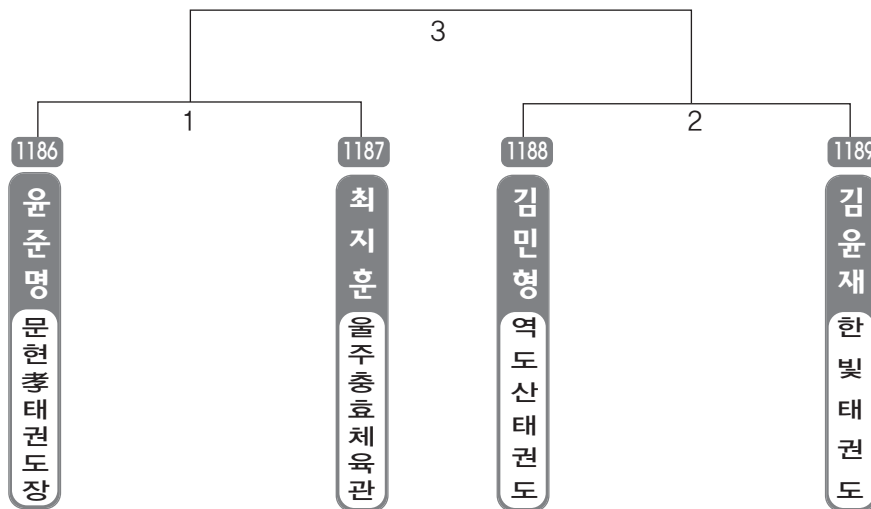 3
1
2
1186
1187
1188
1189
윤준명
최지훈
김민형
김윤재
문현孝태권도장
울주충효체육관
역도산태권도
한빛태권도